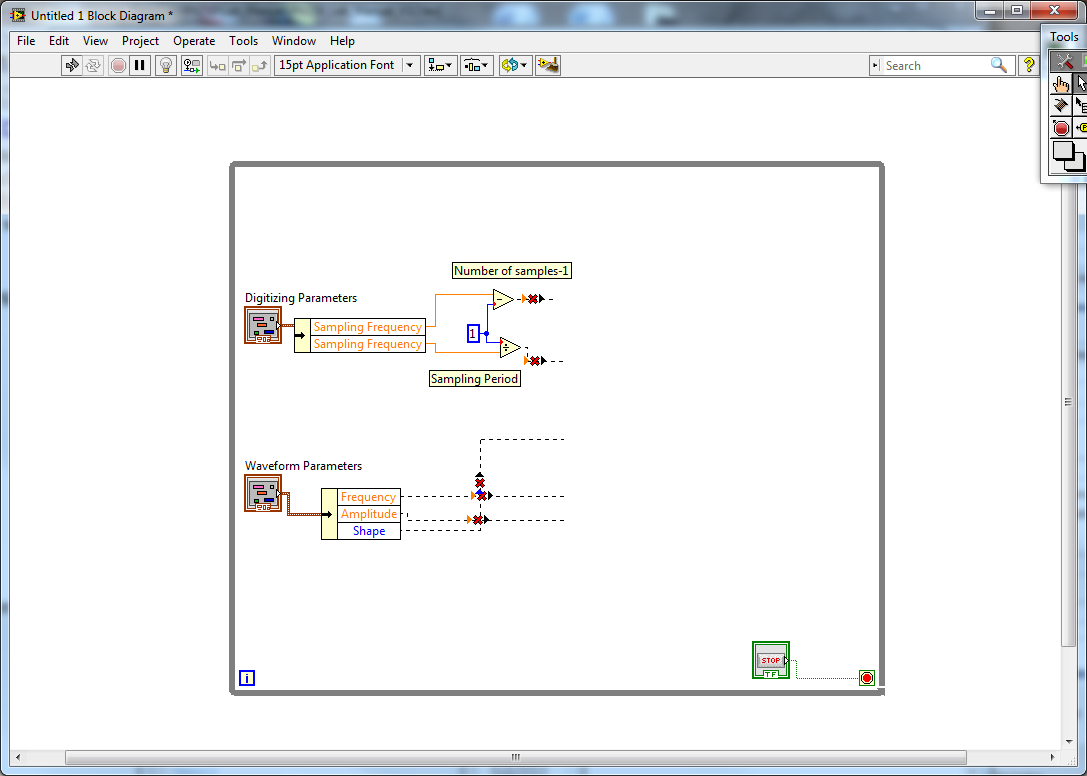 Untitled 1 Block Diagram *
File Edit View Project Operate Tools Window Help
Tools
15pt Application Font
Search
?
Number of samples-1
Digitizing Parameters
Sampling Frequency
1
Sampling Frequency
Sampling Period
Waveform Parameters
Frequency
Amplitude
Shape
STOP
TF
i